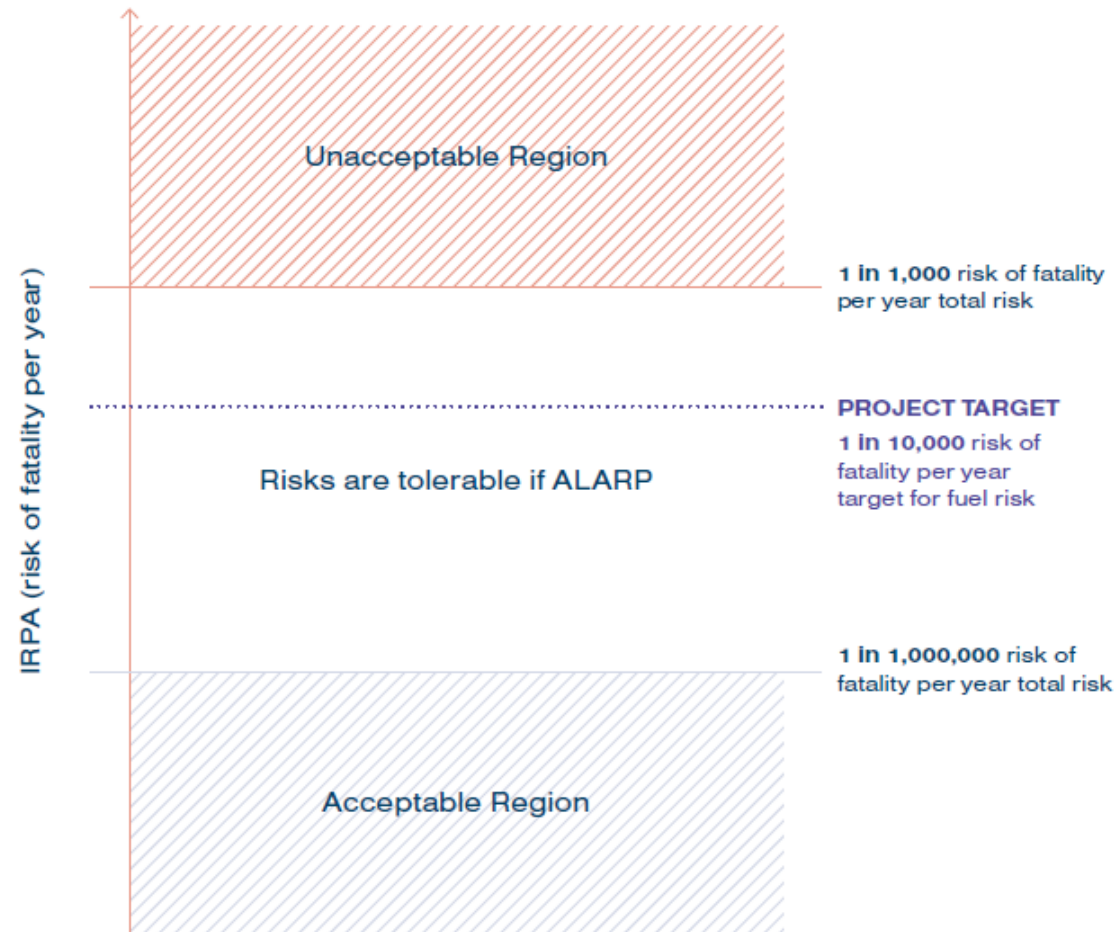 Unacceptable Region
1 in 1,000 risk of fatality
per year total risk
IRPA (risk of fatality per year)
PROJECT TARGET
1 in 10,000 risk of
fatality per year
target for fuel risk
Risks are tolerable if ALARP
1 in 1,000,000 risk of
fatality per year total risk
Acceptable Region